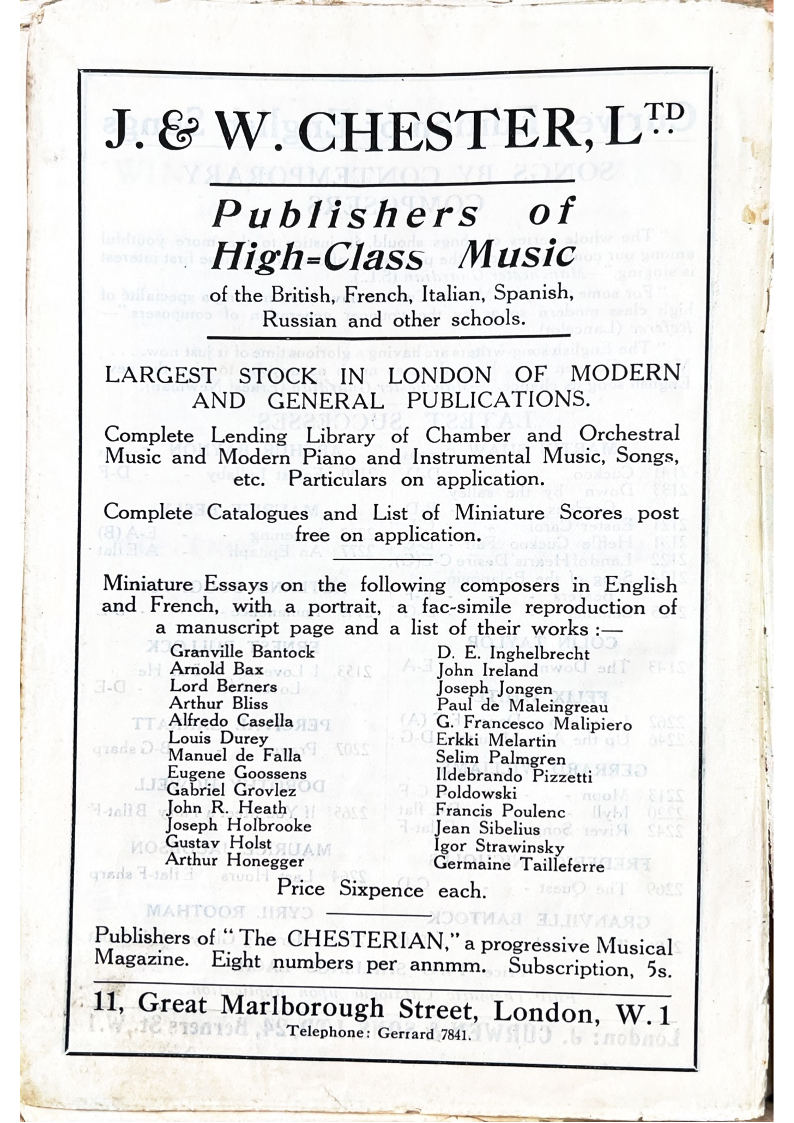 J. & W. CHESTER, LTD.
Publishers of
High-Class Music
of the British, French, Italian, Spanish,
Russian and other schools.
LARGEST STOCK IN LONDON OF MODERN
AND GENERAL PUBLICATIONS.
Complete Lending Library of Chamber and Orchestral
Music and Modern Piano and Instrumental Music, Songs,
etc. Particulars on application.
Complete Catalogues and List of Miniature Scores post
free on application.
Miniature Essays on the following composers in English
and French, with a portrait, a fac-simile reproduction of
a manuscript page and a list of their works :—
Granville Bantock
Arnold Bax
Lord Berners
Arthur Bliss
Alfredo Casella
Louis Durey
Manuel de Falla
Eugene Goossens
Gabriel Grovlez
John R. Heath
Joseph Holbrooke
Gustav Holst
Arthur Honegger
D. E. Inghelbrecht
John Ireland
Joseph Jongen
Paul de Maleingreau
G. Francesco Malipiero
Erkki Melartin
Selim Palmgren
Ildebrando Pizzetti
Poldowski
Francis Poulenc
Jean Sibelius
Igor Strawinsky
Germaine Tailleferre
Price Sixpence each.
Publishers of "The CHESTERIAN," a progressive Musical
Magazine. Eight numbers per annmm. Subscription, 5s.
11, Great Marlborough Street, London, W.1
Telephone: Gerrard 7841.